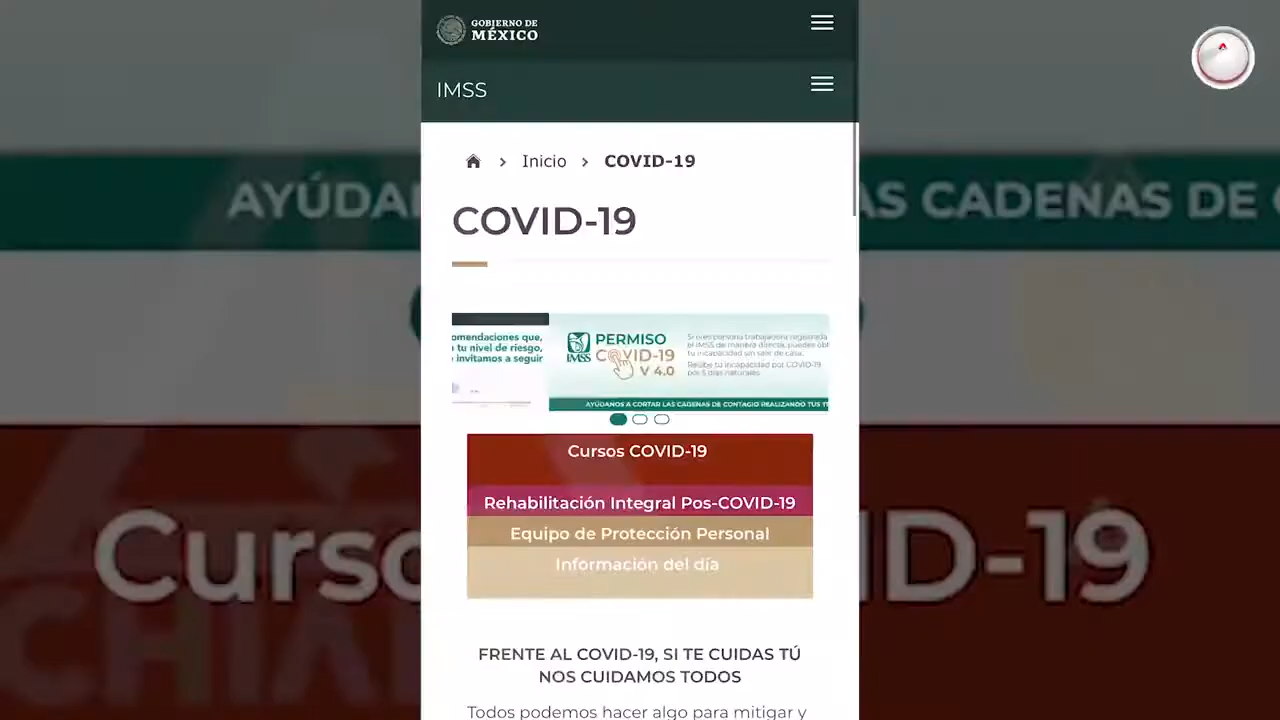 GOBIERNO DE
MÉXICO
IMSS
Inicio
COVID-19
COVID-19
omendaciones que,
tu nivel de riesgo,
invitamos a seguir
IMSS
PERMISO
COVID-19
V 4.0
Si eres persona trabajadora registrada
el IMSS de manera directa, puedes obt
tu incapacidad sin salir de casa.
Recibe tu incapacidad por COVID-19
por 5 días naturales.
AYÚDANOS A CORTAR LAS CADENAS DE CONTAGIO REALIZANDO TUS T
Cursos COVID-19
Rehabilitación Integral Pos-COVID-19
Equipo de Protección Personal
Información del día
FRENTE AL COVID-19, SI TE CUIDAS TÚ
NOS CUIDAMOS TODOS
Todos podemos hacer algo para mitigar y
AYÚDA
AS CADENAS DE
Curso
ID-19